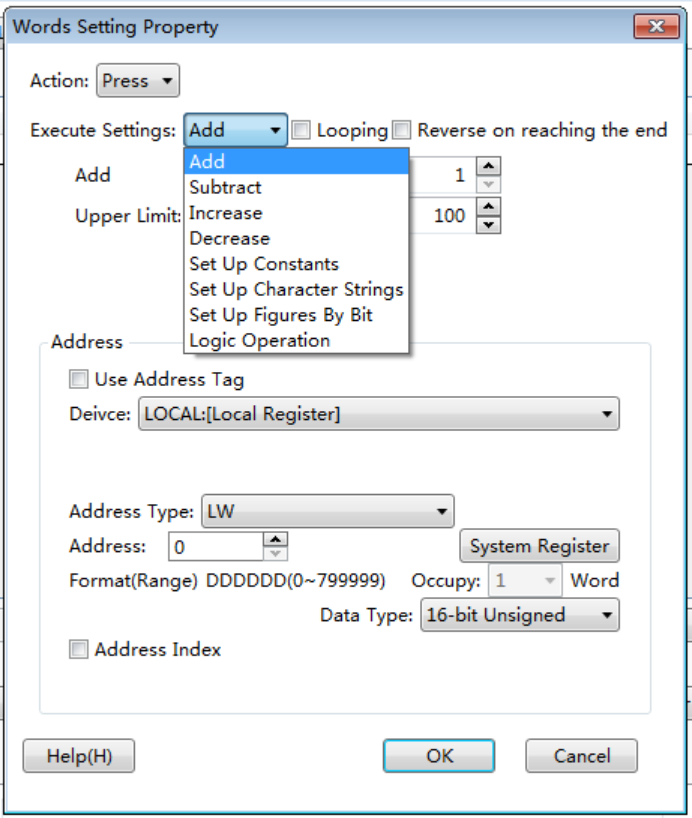 Words Setting Property
Action: Press
Execute Settings: Add Looping Reverse on reaching the end
Add
Add 1
Subtract
Upper Limit: Increase 100
Decrease
Set Up Constants
Set Up Character Strings
Set Up Figures By Bit
Logic Operation
Address
Use Address Tag
Deivce: LOCAL:[Local Register]
Address Type: LW
Address: 0 System Register
Format(Range) DDDDDD(0~799999) Occupy: 1 Word
Data Type: 16-bit Unsigned
Address Index
Help(H) OK Cancel